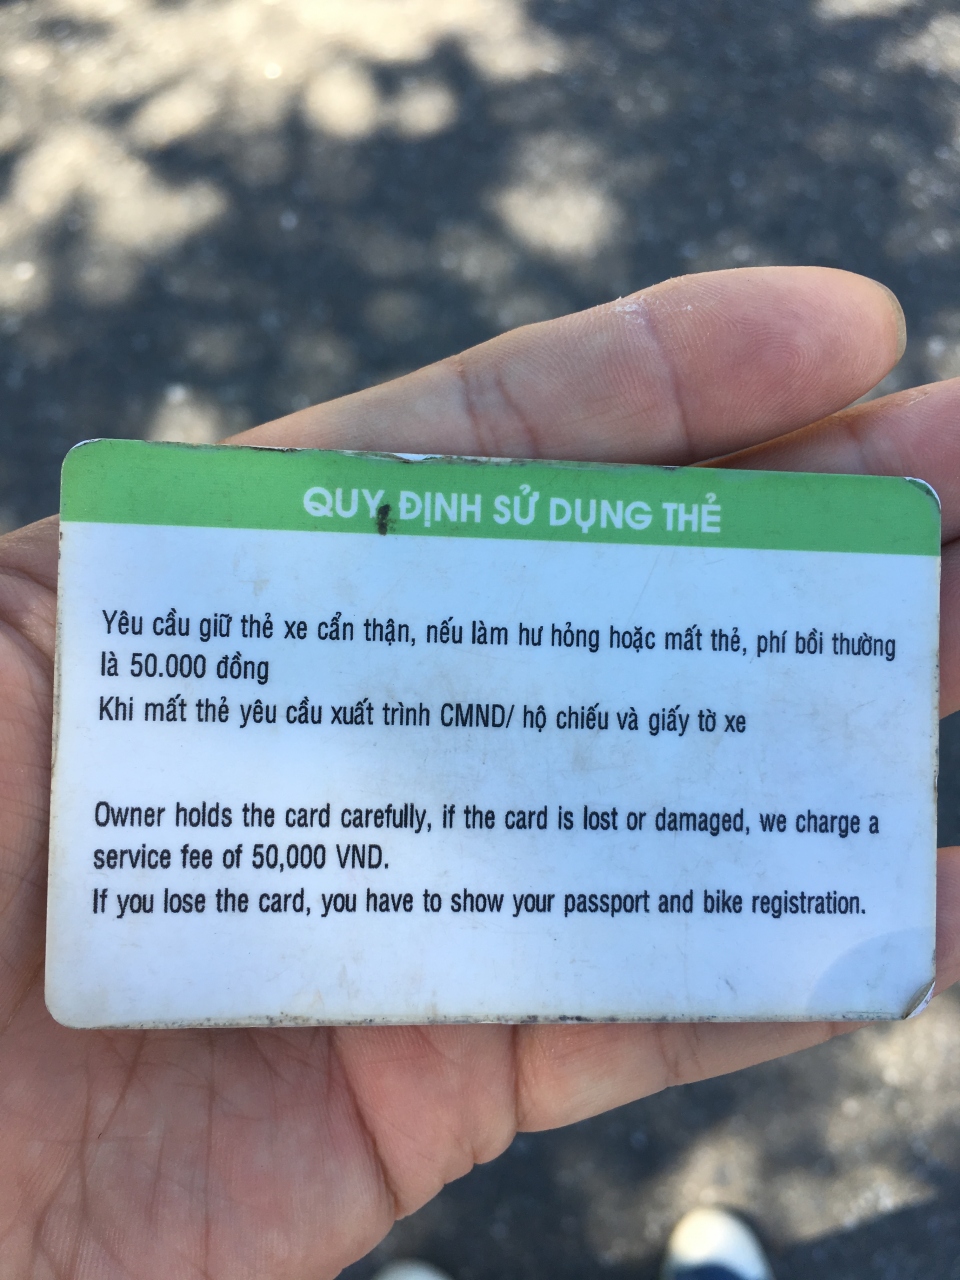 QUY ĐỊNH SỬ DỤNG THẺ
Yêu cầu giữ thẻ xe cẩn thận, nếu làm hư hỏng hoặc mất thẻ, phí bồi thường
là 50.000 đồng
Khi mất thẻ yêu cầu xuất trình CMND/ hộ chiếu và giấy tờ xe
Owner holds the card carefully, if the card is lost or damaged, we charge a
service fee of 50,000 VND.
If you lose the card, you have to show your passport and bike registration.